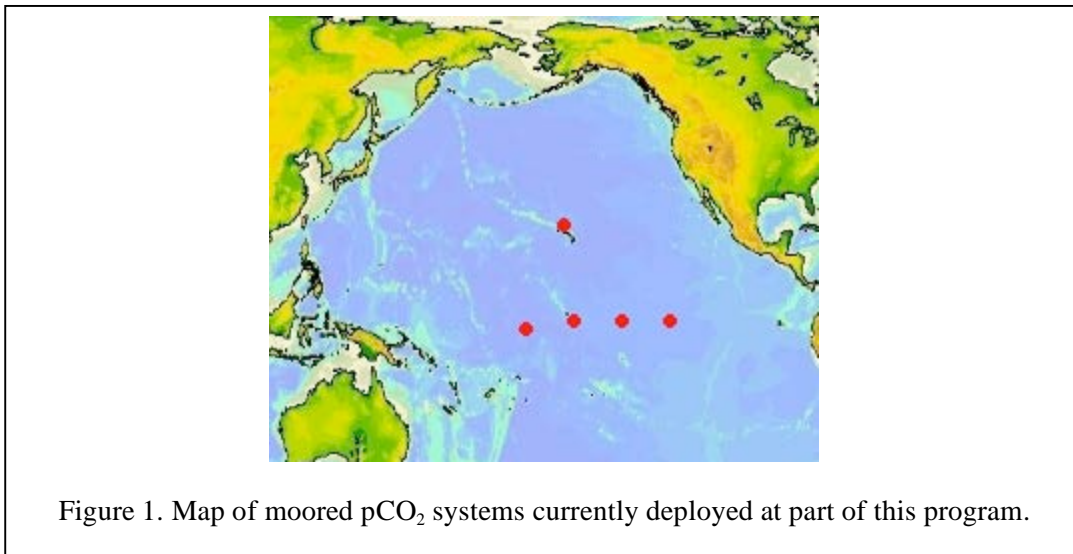 Figure 1. Map of moored pCO₂ systems currently deployed at part of this program.